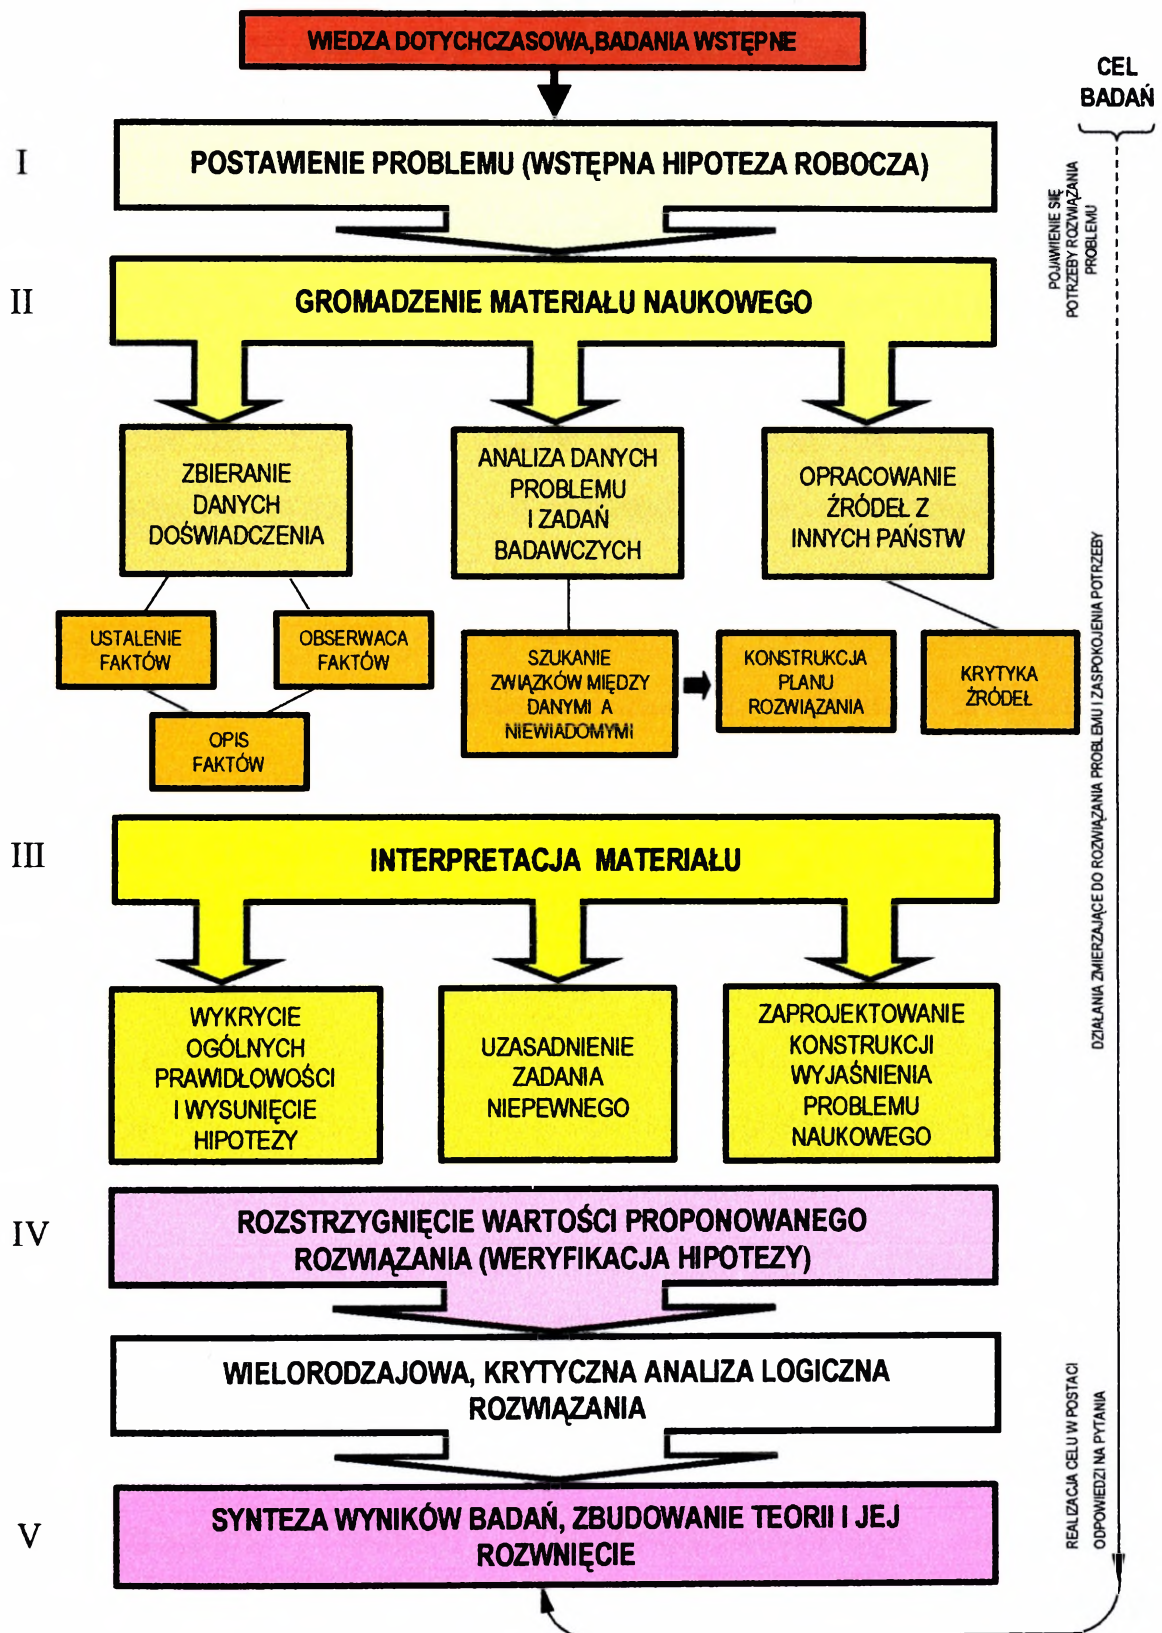 WIEDZA DOTYCHCZASOWA,BADANIA WSTĘPNE
CEL
BADAŃ
I
POSTAWIENIE PROBLEMU (WSTĘPNA HIPOTEZA ROBOCZA)
POJAWIENIE SIĘ
POTRZEBY ROZWIĄZANIA
PROBLEMU
II
GROMADZENIE MATERIAŁU NAUKOWEGO
ZBIERANIE
DANYCH
DOŚWIADCZENIA
ANALIZA DANYCH
PROBLEMU
I ZADAŃ
BADAWCZYCH
OPRACOWANIE
ŹRÓDEŁ Z
INNYCH PAŃSTW
USTALENIE
FAKTÓW
OBSERWACA
FAKTÓW
OPIS
FAKTÓW
SZUKANIE
ZWIĄZKÓW MIĘDZY
DANYMI A
NIEWIADOMYMI
KONSTRUKCJA
PLANU
ROZWIĄZANIA
KRYTYKA
ŹRÓDEŁ
DZIAŁANIA ZMIERZAJĄCE DO ROZWIĄZANIA PROBLEMU I ZASPOKOJENIA POTRZEBY
III
INTERPRETACJA MATERIAŁU
WYKRYCIE
OGÓLNYCH
PRAWIDŁOWOŚCI
I WYSUNIĘCIE
HIPOTEZY
UZASADNIENIE
ZADANIA
NIEPEWNEGO
ZAPROJEKTOWANIE
KONSTRUKCJI
WYJAŚNIENIA
PROBLEMU
NAUKOWEGO
IV
ROZSTRZYGNIĘCIE WARTOŚCI PROPONOWANEGO
ROZWIĄZANIA (WERYFIKACJA HIPOTEZY)
WIELORODZAJOWA, KRYTYCZNA ANALIZA LOGICZNA
ROZWIĄZANIA
REALIZACJA CELU W POSTACI
ODPOWIEDZI NA PYTANIA
V
SYNTEZA WYNIKÓW BADAŃ, ZBUDOWANIE TEORII I JEJ
ROZWNIĘCIE